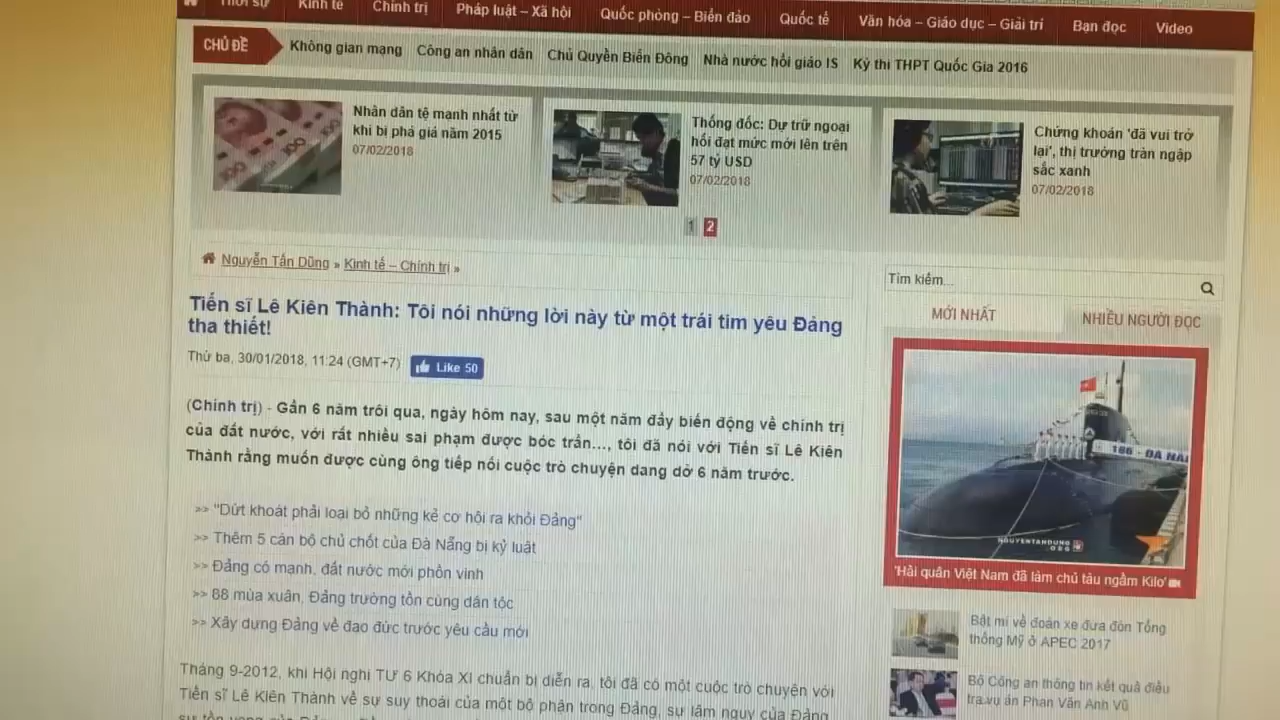 Thời sự Kinh tế Chính trị Pháp luật – Xã hội Quốc phòng – Biển đảo Quốc tế Văn hóa – Giáo dục – Giải trí Bạn đọc Video
CHỦ ĐỀ Không gian mạng Công an nhân dân Chủ Quyền Biển Đông Nhà nước hồi giáo IS Kỳ thi THPT Quốc Gia 2016
Nhân dân tệ mạnh nhất từ
khi bị phá giá năm 2015
07/02/2018
Thống đốc: Dự trữ ngoại
hối đạt mức mới lên trên
57 tỷ USD
07/02/2018
Chứng khoán 'đã vui trở
lại', thị trường tràn ngập
sắc xanh
07/02/2018
1 2
Nguyễn Tấn Dũng » Kinh tế – Chính trị »
Tiến sĩ Lê Kiên Thành: Tôi nói những lời này từ một trái tim yêu Đảng
tha thiết!
Thứ ba, 30/01/2018, 11:24 (GMT+7) Like 50
(Chính trị) - Gần 6 năm trôi qua, ngày hôm nay, sau một năm đầy biến động về chính trị
của đất nước, với rất nhiều sai phạm được bóc trần..., tôi đã nói với Tiến sĩ Lê Kiên
Thành rằng muốn được cùng ông tiếp nối cuộc trò chuyện dang dở 6 năm trước.
>> "Dứt khoát phải loại bỏ những kẻ cơ hội ra khỏi Đảng"
>> Thêm 5 cán bộ chủ chốt của Đà Nẵng bị kỷ luật
>> Đảng có mạnh, đất nước mới phồn vinh
>> 88 mùa xuân, Đảng trường tồn cùng dân tộc
>> Xây dựng Đảng về đạo đức trước yêu cầu mới
Tháng 9-2012, khi Hội nghị TƯ 6 Khóa XI chuẩn bị diễn ra, tôi đã có một cuộc trò chuyện với
Tiến sĩ Lê Kiên Thành về sự suy thoái của một bộ phận trong Đảng, sự lâm nguy của Đảng
Tìm kiếm...
MỚI NHẤT NHIỀU NGƯỜI ĐỌC
186 - ĐÀ NẴ
NGUYENTANDUNG
.ORG
'Hải quân Việt Nam đã làm chủ tàu ngầm Kilo'
Bật mí về đoàn xe đưa đón Tổng
thống Mỹ ở APEC 2017
Bộ Công an thông tin kết quả điều
tra vụ án Phan Văn Anh Vũ